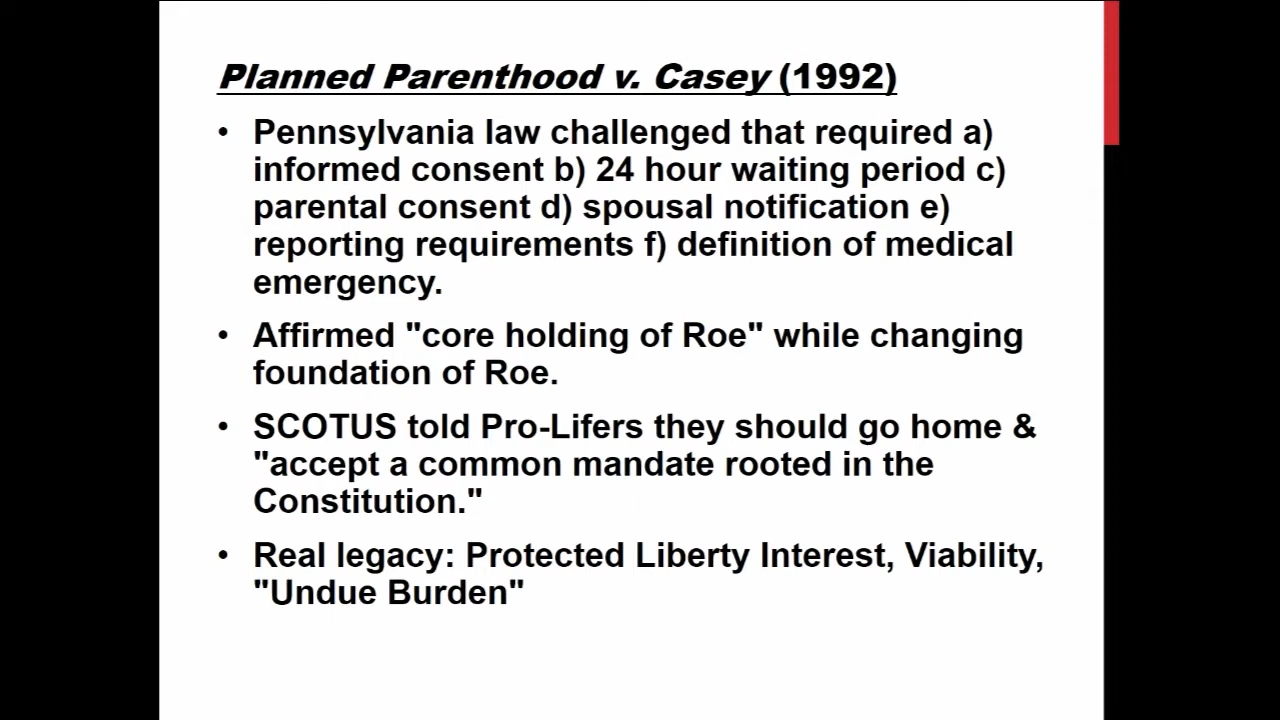 Planned Parenthood v. Casey (1992)
• Pennsylvania law challenged that required a)
informed consent b) 24 hour waiting period c)
parental consent d) spousal notification e)
reporting requirements f) definition of medical
emergency.
• Affirmed "core holding of Roe" while changing
foundation of Roe.
• SCOTUS told Pro-Lifers they should go home &
"accept a common mandate rooted in the
Constitution."
• Real legacy: Protected Liberty Interest, Viability,
"Undue Burden"